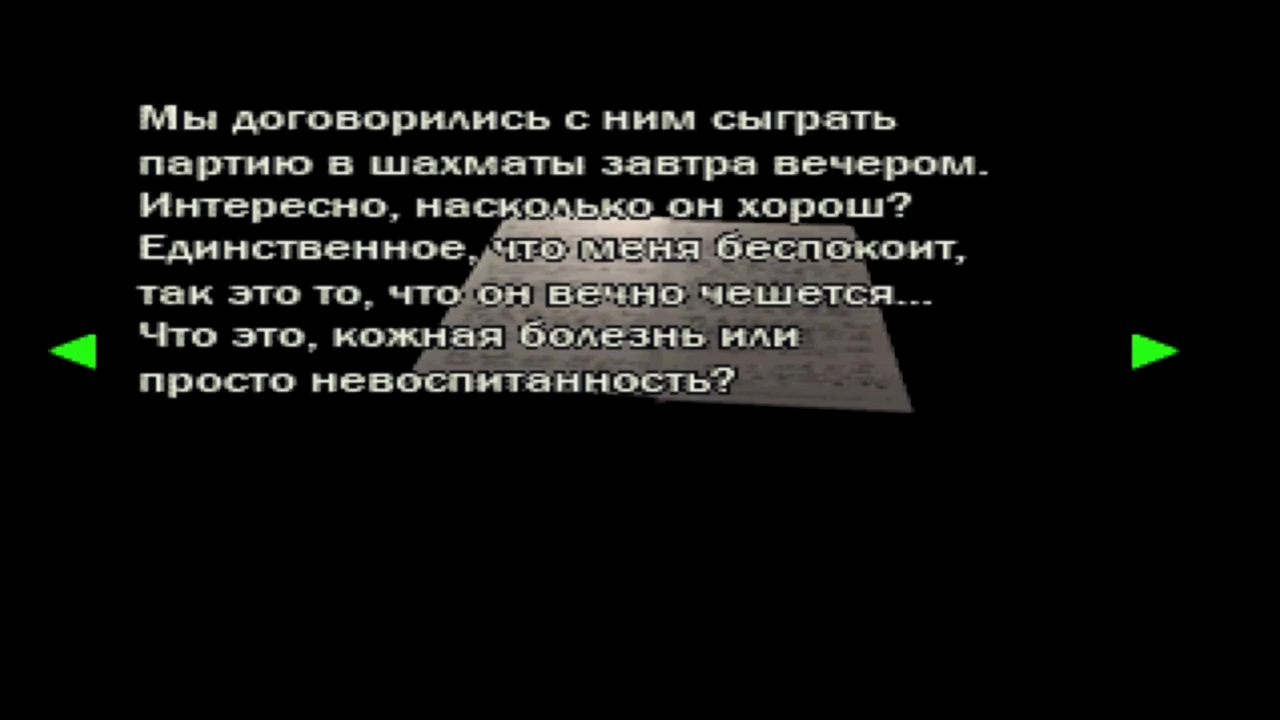 Мы договорились с ним сыграть
партию в шахматы завтра вечером.
Интересно, насколько он хорош?
Единственное, что меня беспокоит,
так это то, что он вечно чешется...
Что это, кожная болезнь или
просто невоспитанность?